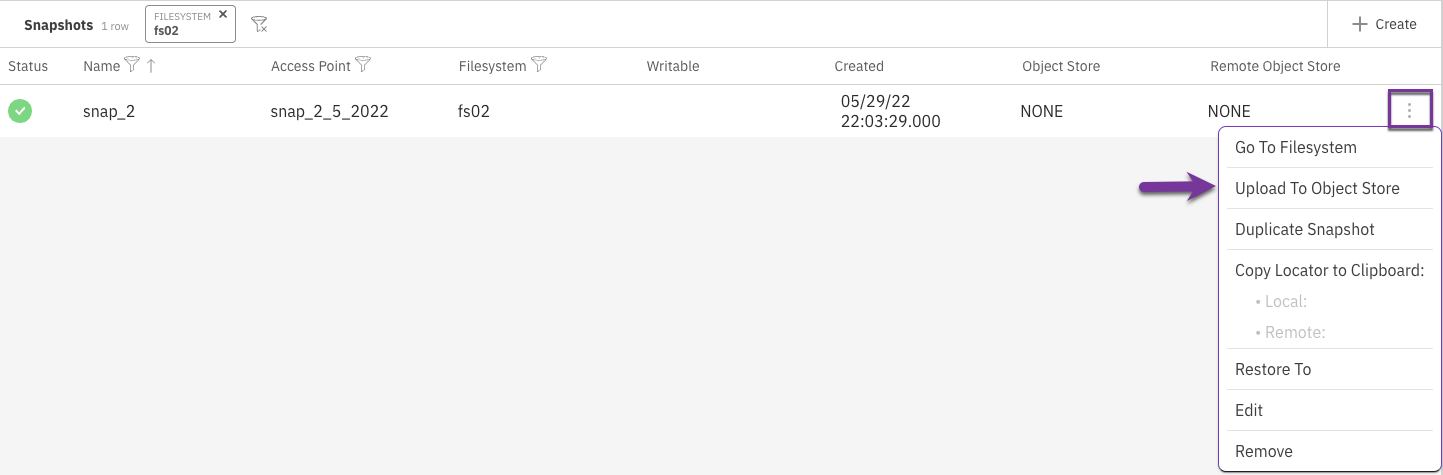 Snapshots 1 row FILESYSTEM
fs02
Create
Status Name Access Point Filesystem Writable Created Object Store Remote Object Store
snap_2 snap_2_5_2022 fs02 05/29/22 22:03:29.000 NONE NONE
Go To Filesystem
Upload To Object Store
Duplicate Snapshot
Copy Locator to Clipboard:
• Local:
• Remote:
Restore To
Edit
Remove